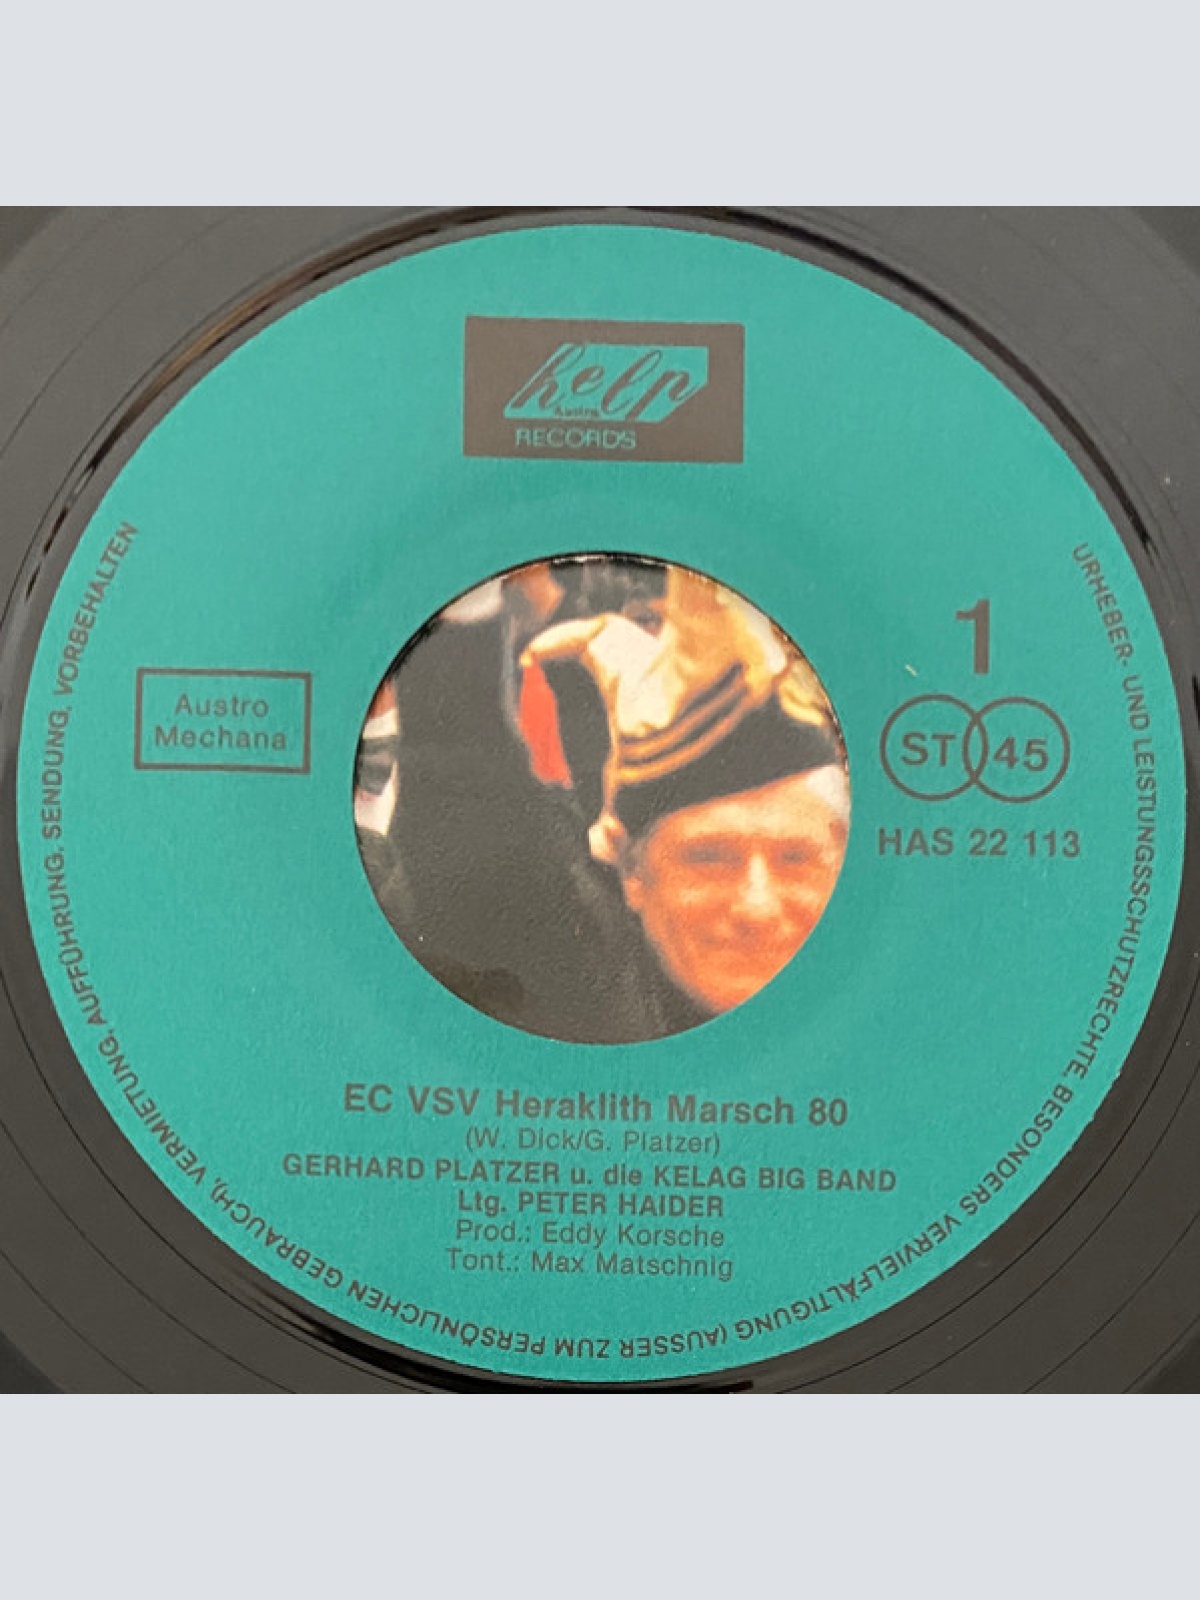 help
Austro
RECORDS
Austro
Mechana
1
ST 45
HAS 22 113
EC VSV Heraklith Marsch 80
(W. Dick/G. Platzer)
GERHARD PLATZER u. die KELAG BIG BAND
Ltg. PETER HAIDER
Prod.: Eddy Korsche
Tont.: Max Matschnig
URHEBER- UND LEISTUNGSSCHUTZRECHTE, BESONDERS VERVIELFÄLTIGUNG (AUSSER ZUM PERSÖNLICHEN GEBRAUCH), VERMIETUNG, AUFFÜHRUNG, SENDUNG, VORBEHALTEN